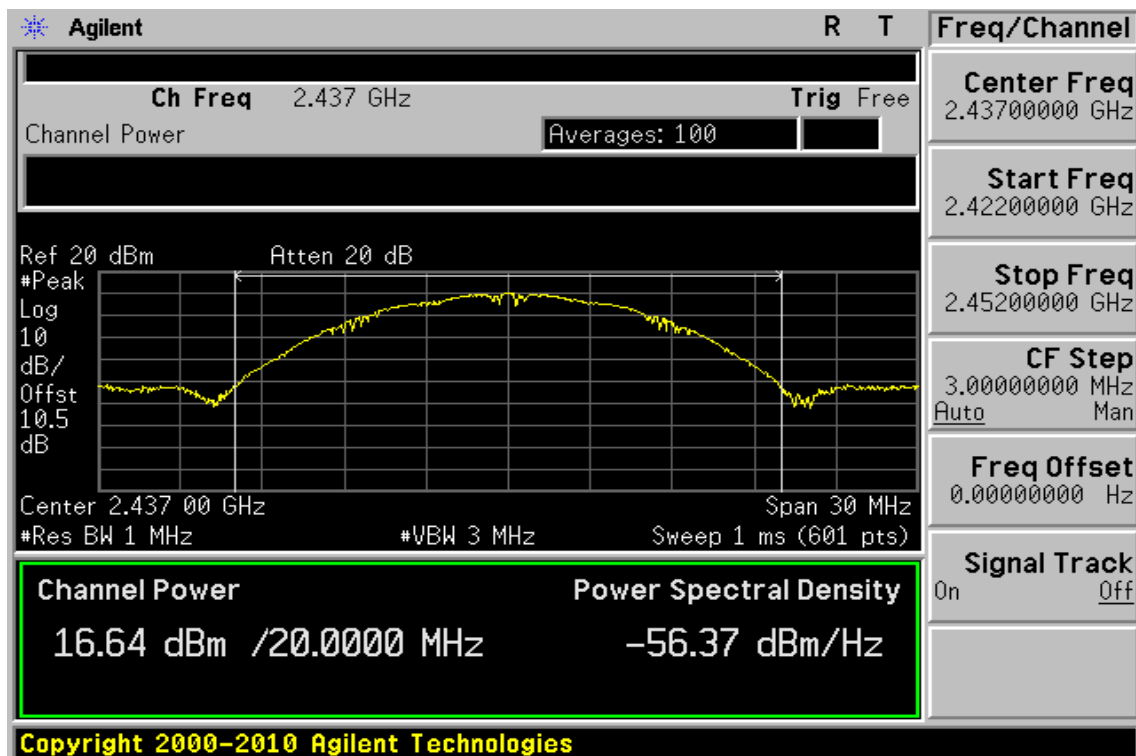 Agilent R T
Ch Freq 2.437 GHz Trig Free
Channel Power Averages: 100
Ref 20 dBm Atten 20 dB
#Peak
Log
10
dB/
Offst
10.5
dB
Center 2.437 00 GHz Span 30 MHz
#Res BW 1 MHz #VBW 3 MHz Sweep 1 ms (601 pts)
Channel Power Power Spectral Density
16.64 dBm /20.0000 MHz -56.37 dBm/Hz
Copyright 2000-2010 Agilent Technologies
Freq/Channel
Center Freq
2.43700000 GHz
Start Freq
2.42200000 GHz
Stop Freq
2.45200000 GHz
CF Step
3.00000000 MHz
Auto Man
Freq Offset
0.00000000 Hz
Signal Track
On Off